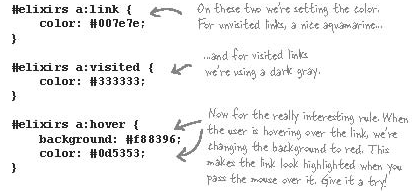 #elixirs a:link {
    color: #007e7e;
}
On these two we're setting the color.
For unvisited links, a nice aquamarine...
#elixirs a:visited {
    color: #333333;
}
...and for visited links
we're using a dark gray.
#elixirs a:hover {
    background: #f88396;
    color: #0d5353;
}
Now for the really interesting rule. When
the user is hovering over the link, we're
changing the background to red. This
makes the link look highlighted when you
pass the mouse over it. Give it a try!